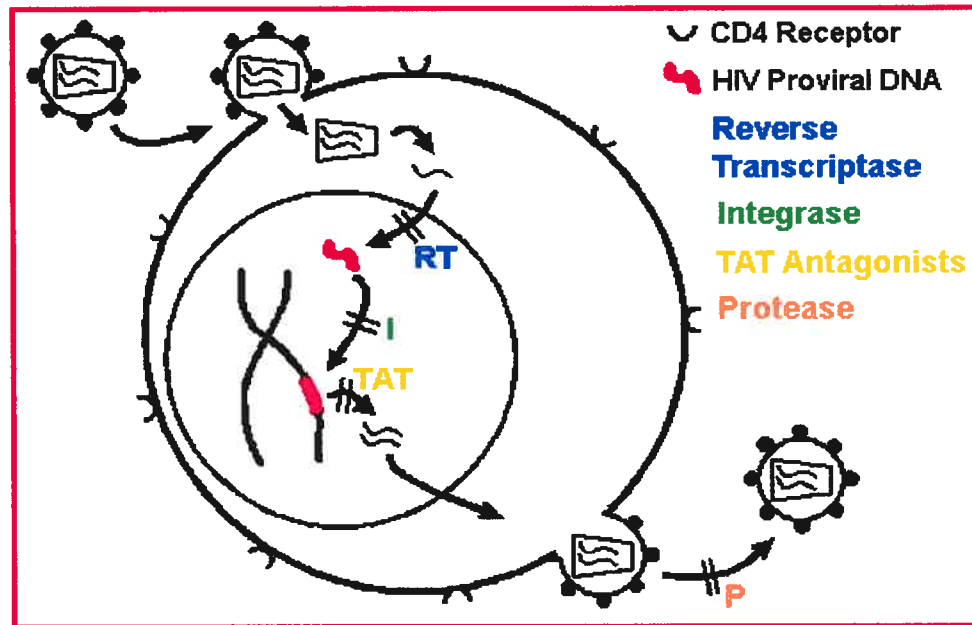 CD4 Receptor
HIV Proviral DNA
Reverse
Transcriptase
Integrase
TAT Antagonists
Protease
RT
I
TAT
P